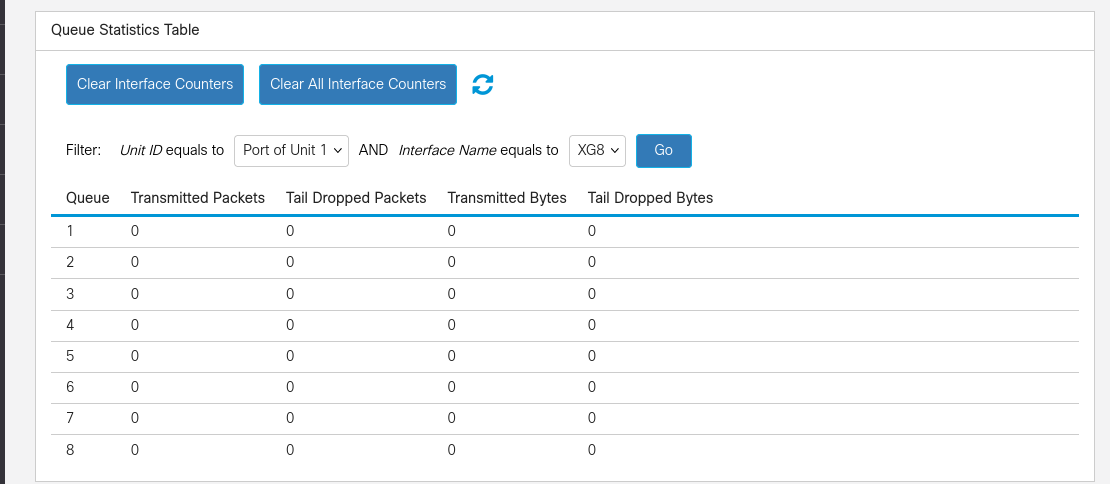 Queue Statistics Table
Clear Interface Counters Clear All Interface Counters
Filter: Unit ID equals to Port of Unit 1 AND Interface Name equals to XG8 Go
Queue Transmitted Packets Tail Dropped Packets Transmitted Bytes Tail Dropped Bytes
1 0 0 0 0
2 0 0 0 0
3 0 0 0 0
4 0 0 0 0
5 0 0 0 0
6 0 0 0 0
7 0 0 0 0
8 0 0 0 0